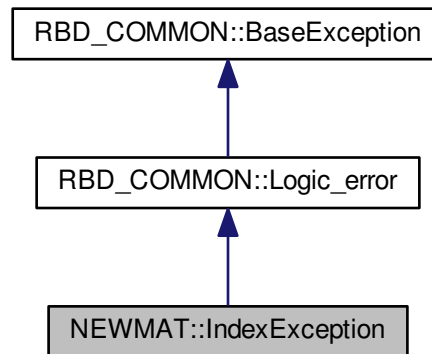 RBD_COMMON::BaseException
RBD_COMMON::Logic_error
NEWMAT::IndexException